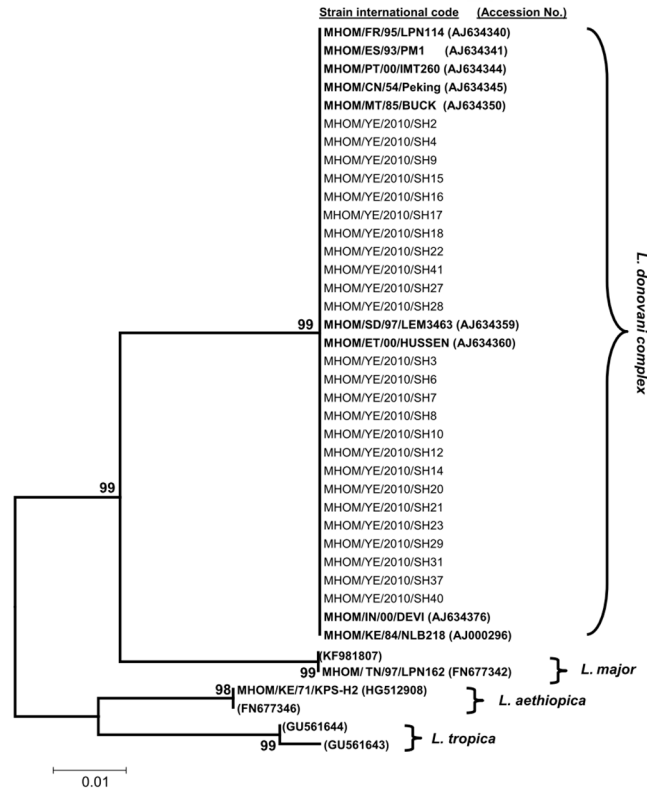 Strain international code (Accession No.)
MHOM/FR/95/LPN114 (AJ634340)
MHOM/ES/93/PM1 (AJ634341)
MHOM/PT/00/IMT260 (AJ634344)
MHOM/CN/54/Peking (AJ634345)
MHOM/MT/85/BUCK (AJ634350)
MHOM/YE/2010/SH2
MHOM/YE/2010/SH4
MHOM/YE/2010/SH9
MHOM/YE/2010/SH15
MHOM/YE/2010/SH16
MHOM/YE/2010/SH17
MHOM/YE/2010/SH18
MHOM/YE/2010/SH22
MHOM/YE/2010/SH41
MHOM/YE/2010/SH27
MHOM/YE/2010/SH28
99 MHOM/SD/97/LEM3463 (AJ634359)
MHOM/ET/00/HUSSEN (AJ634360)
MHOM/YE/2010/SH3
MHOM/YE/2010/SH6
MHOM/YE/2010/SH7
MHOM/YE/2010/SH8
MHOM/YE/2010/SH10
MHOM/YE/2010/SH12
MHOM/YE/2010/SH14
99 MHOM/YE/2010/SH20
MHOM/YE/2010/SH21
MHOM/YE/2010/SH23
MHOM/YE/2010/SH29
MHOM/YE/2010/SH31
MHOM/YE/2010/SH37
MHOM/YE/2010/SH40
MHOM/IN/00/DEVI (AJ634376)
MHOM/KE/84/NLB218 (AJ000296)
L. donovani complex
(KF981807)
99 MHOM/ TN/97/LPN162 (FN677342)
L. major
98 MHOM/KE/71/KPS-H2 (HG512908)
(FN677346)
L. aethiopica
(GU561644)
99 (GU561643)
L. tropica
0.01